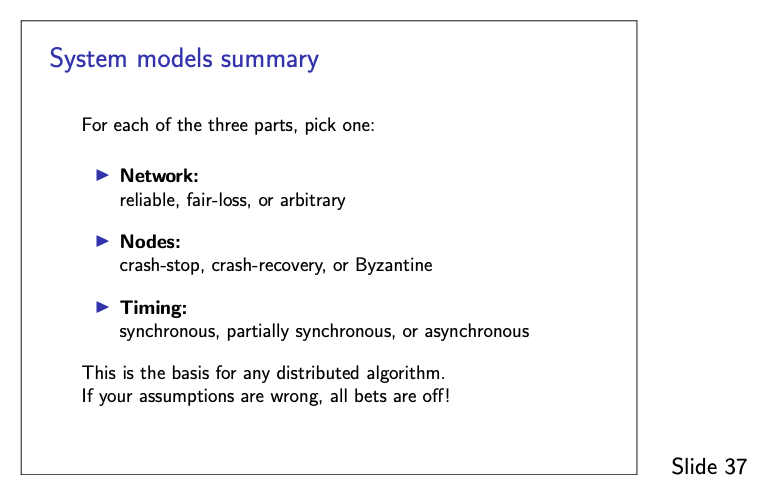 System models summary
For each of the three parts, pick one:
Network:
reliable, fair-loss, or arbitrary
Nodes:
crash-stop, crash-recovery, or Byzantine
Timing:
synchronous, partially synchronous, or asynchronous
This is the basis for any distributed algorithm.
If your assumptions are wrong, all bets are off!
Slide 37